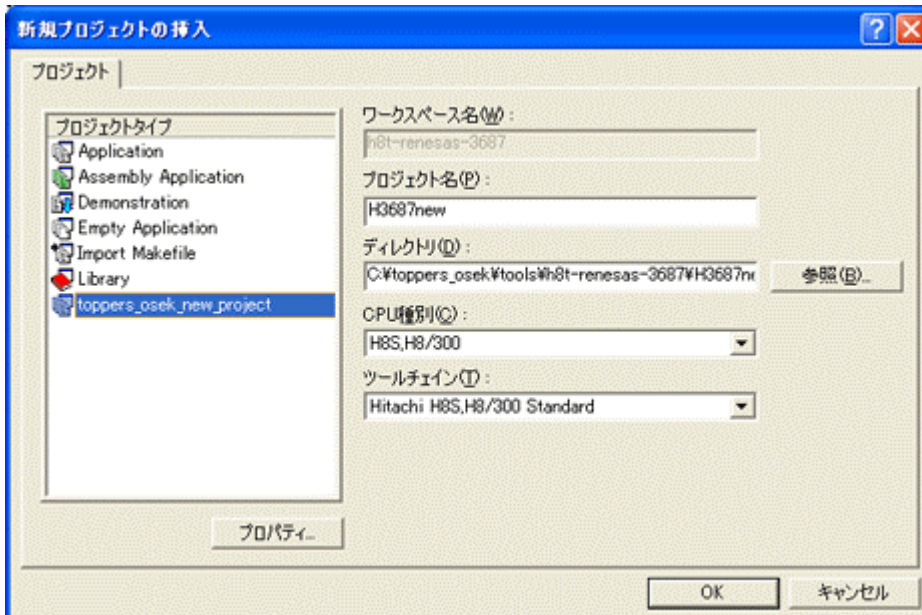 新規プロジェクトの挿入
プロジェクト
プロジェクトタイプ
Application
Assembly Application
Demonstration
Empty Application
Import Makefile
Library
toppers_osek_new_project
プロパティ...
ワークスペース名(W) :
h8t-renesas-3687
プロジェクト名(P) :
H3687new
ディレクトリ(D) :
C:¥toppers_osek¥tools¥h8t-renesas-3687¥H3687ne
参照(B)...
CPU種別(C) :
H8S,H8/300
ツールチェイン(T) :
Hitachi H8S,H8/300 Standard
OK
キャンセル